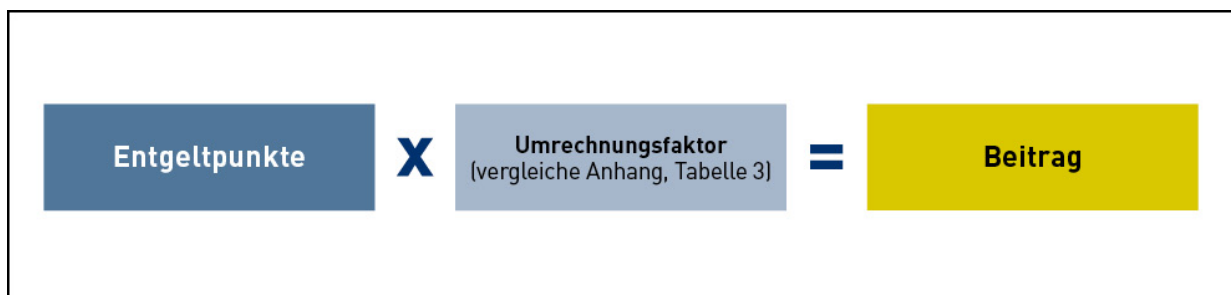 Entgeltpunkte
X
Umrechnungsfaktor
(vergleiche Anhang, Tabelle 3)
=
Beitrag